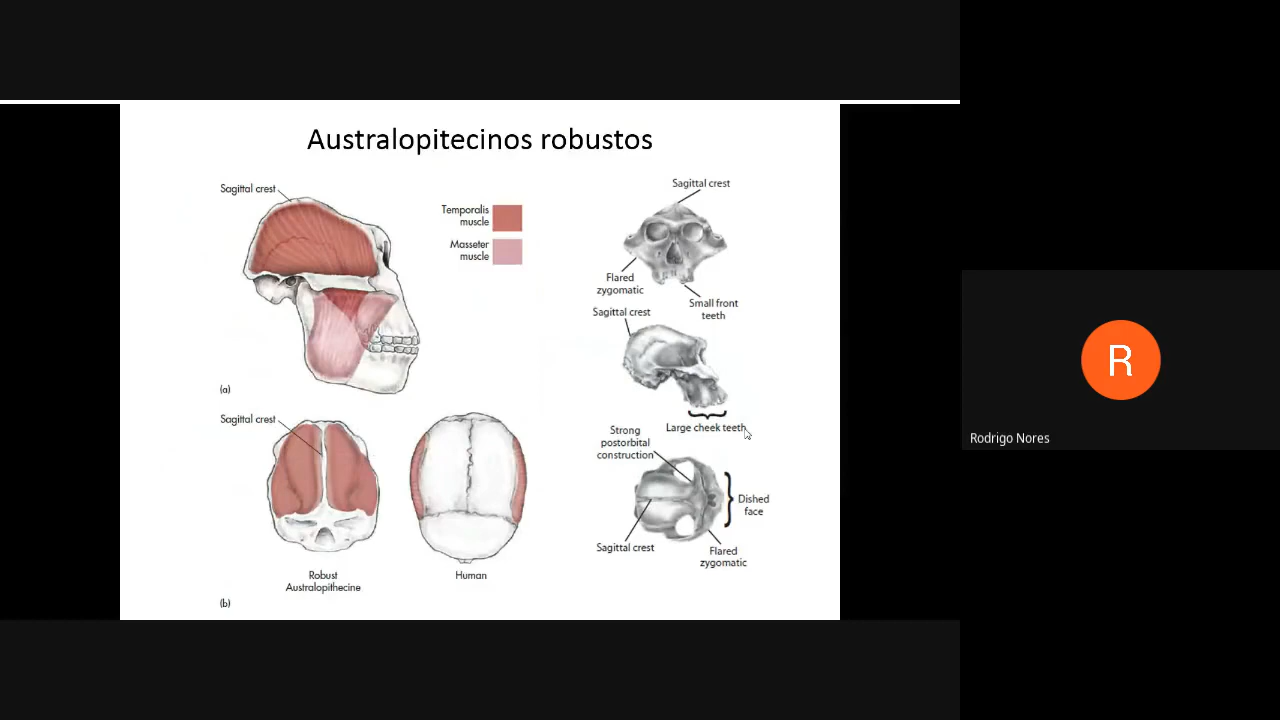 Australopitecinos robustos
Sagittal crest
Temporalis
muscle
Masseter
muscle
(a)
Sagittal crest
Robust
Australopithecine
Human
(b)
Sagittal crest
Flared
zygomatic
Small front
teeth
Sagittal crest
Large cheek teeth
Strong
postorbital
construction
Dished
face
Sagittal crest
Flared
zygomatic
R
Rodrigo Nores